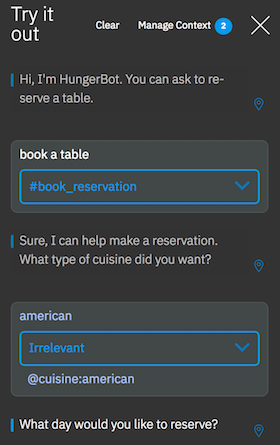 Try it
out
Clear
Manage Context 2
Hi, I'm HungerBot. You can ask to re-
serve a table.
book a table
#book_reservation
Sure, I can help make a reservation.
What type of cuisine did you want?
american
Irrelevant
@cuisine:american
What day would you like to reserve?